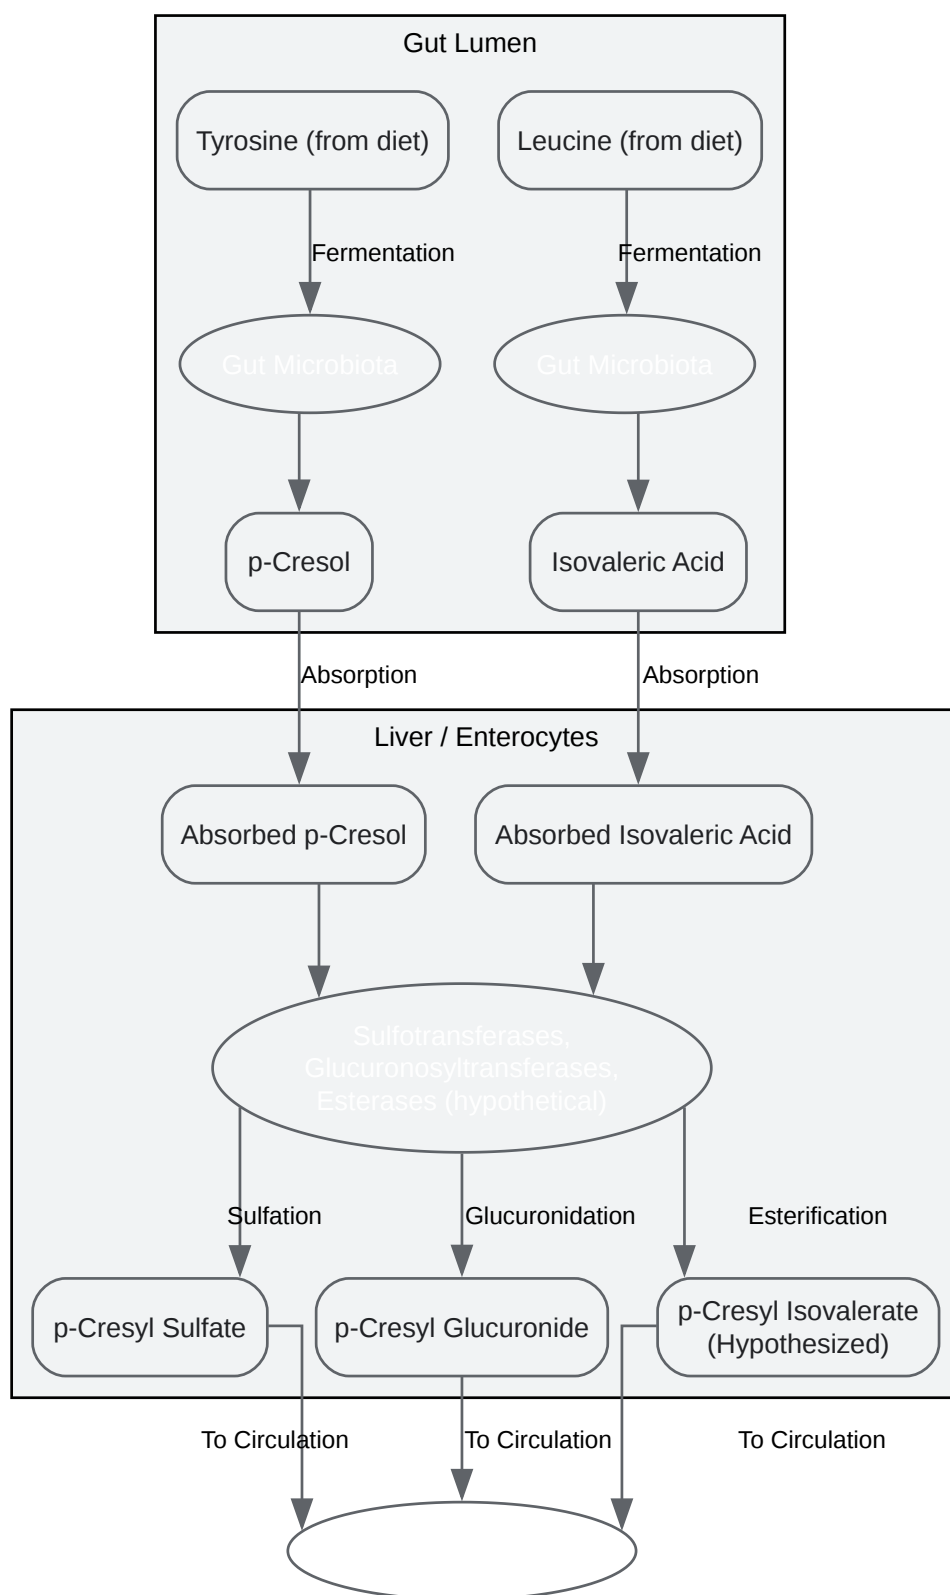 Gut Lumen
Tyrosine (from diet)
Leucine (from diet)
Fermentation
Fermentation
Gut Microbiota
Gut Microbiota
p-Cresol
Isovaleric Acid
Absorption
Absorption
Liver / Enterocytes
Absorbed p-Cresol
Absorbed Isovaleric Acid
Sulfotransferases,
Glucuronosyltransferases,
Esterases (hypothetical)
Sulfation
Glucuronidation
Esterification
p-Cresyl Sulfate
p-Cresyl Glucuronide
p-Cresyl Isovalerate
(Hypothesized)
To Circulation
To Circulation
To Circulation